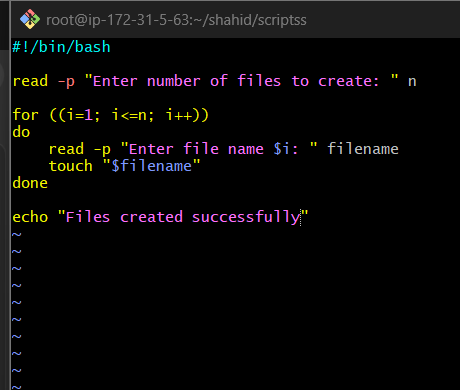 root@ip-172-31-5-63:~/shahid/scriptss
#!/bin/bash
read -p "Enter number of files to create: " n
for ((i=1; i<=n; i++))
do
    read -p "Enter file name $i: " filename
    touch "$filename"
done
echo "Files created successfully"
~
~
~
~
~
~
~
~
~
~